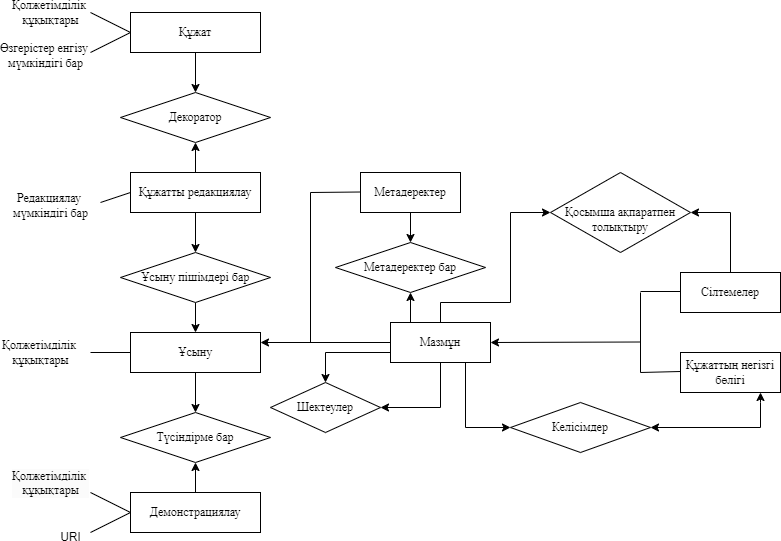 Қолжетімділік
құқықтары
Құжат
Өзгерістер енгізу
мүмкіндігі бар
Декоратор
Құжатты редакциялау
Редакциялау
мүмкіндігі бар
Метадеректер
Қосымша ақпаратпен
толықтыру
Метадеректер бар
Ұсыну пішімдері бар
Сілтемелер
Қолжетімділік
құқықтары
Ұсыну
Мазмұн
Құжаттың негізгі
бөлігі
Шектеулер
Келісімдер
Түсіндірме бар
Қолжетімділік
құқықтары
Демонстрациялау
URI